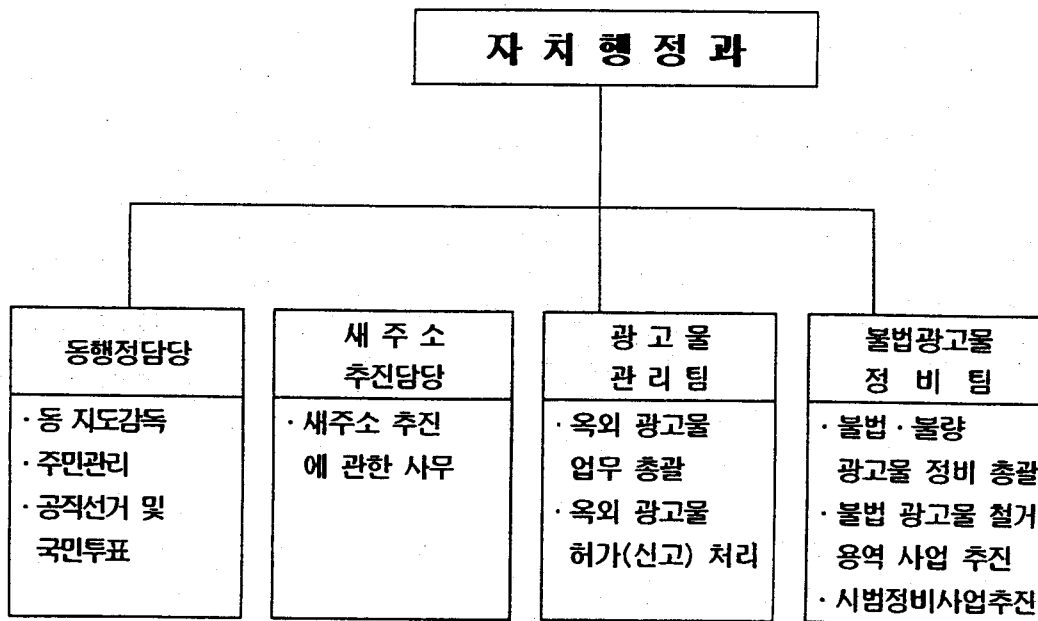 자 치 행 정 과
동행정담당
· 동 지도감독
· 주민관리
· 공직선거 및
국민투표
새 주 소
추진담당
· 새주소 추진
에 관한 사무
광 고 물
관 리 팀
· 옥외 광고물
업무 총괄
· 옥외 광고물
허가(신고) 처리
불법광고물
정 비 팀
· 불법 · 불량
광고물 정비 총괄
· 불법 광고물 철거
용역 사업 추진
· 시범정비사업추진